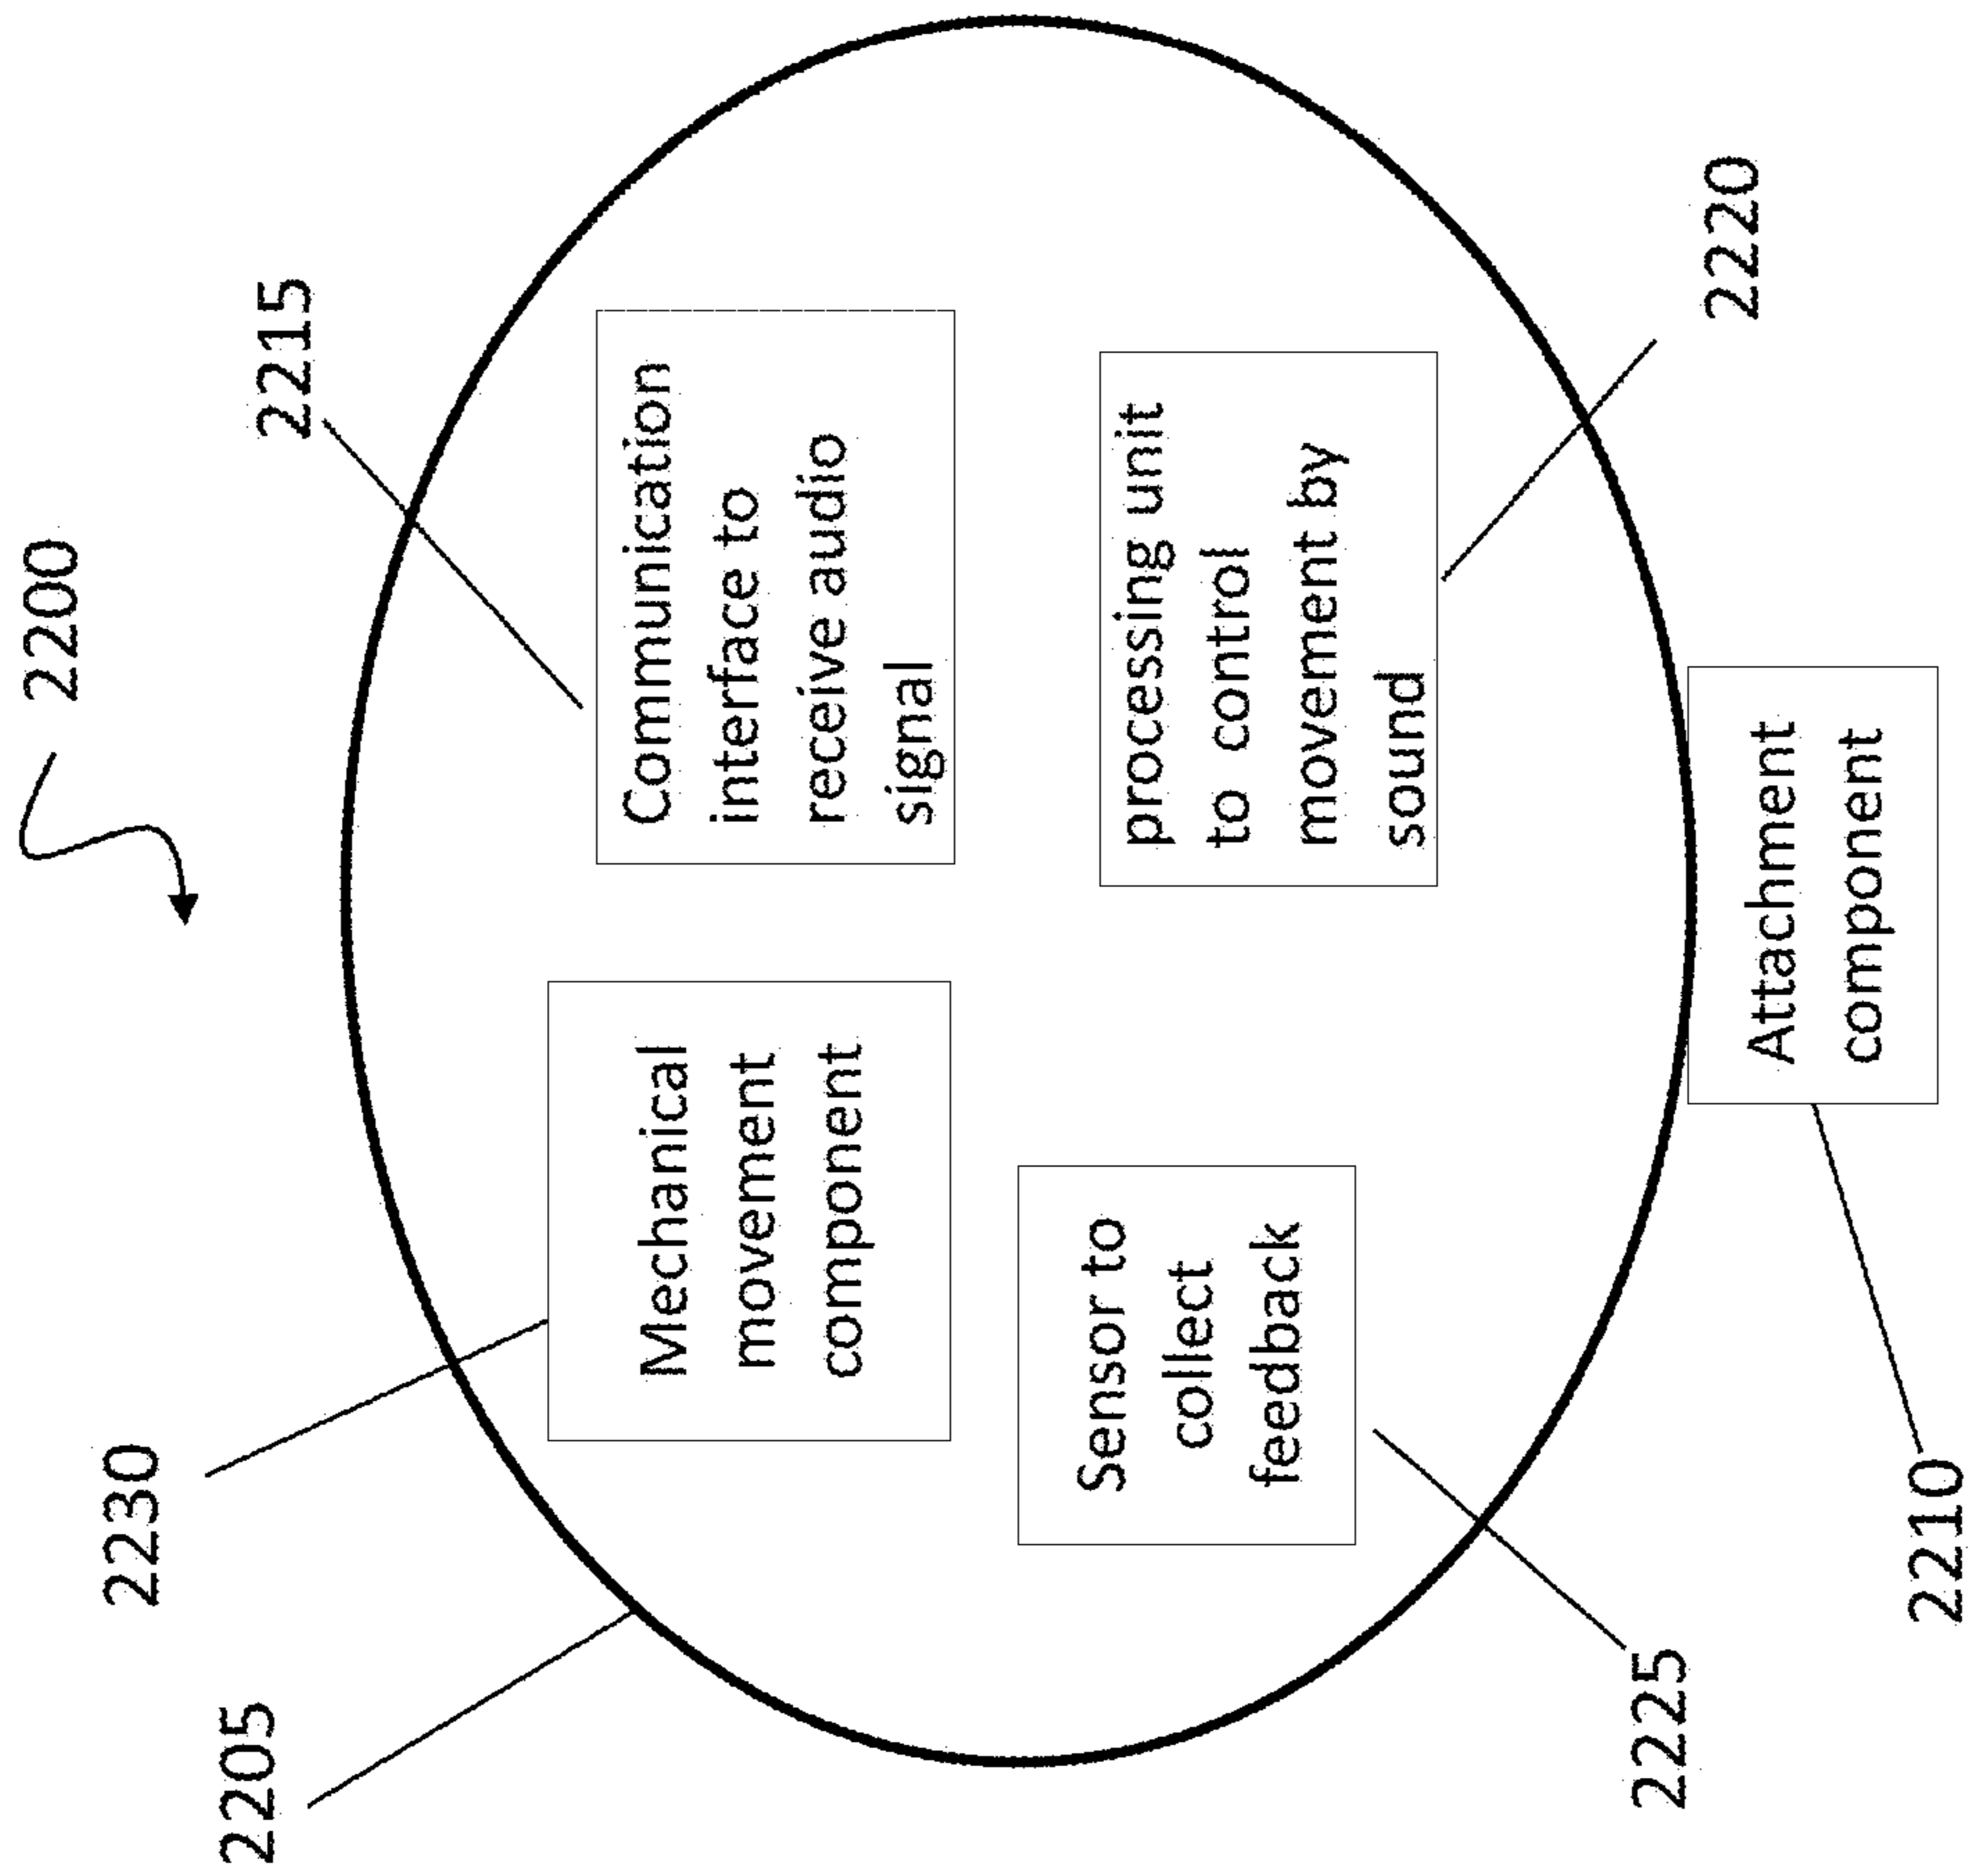 2200
2205
2230
2215
Mechanical
movement
component
Communication
interface to
receive audio
signal
Sensor to
collect
feedback
processing unit
to control
movement by
sound
2225
2220
Attachment
component
2210